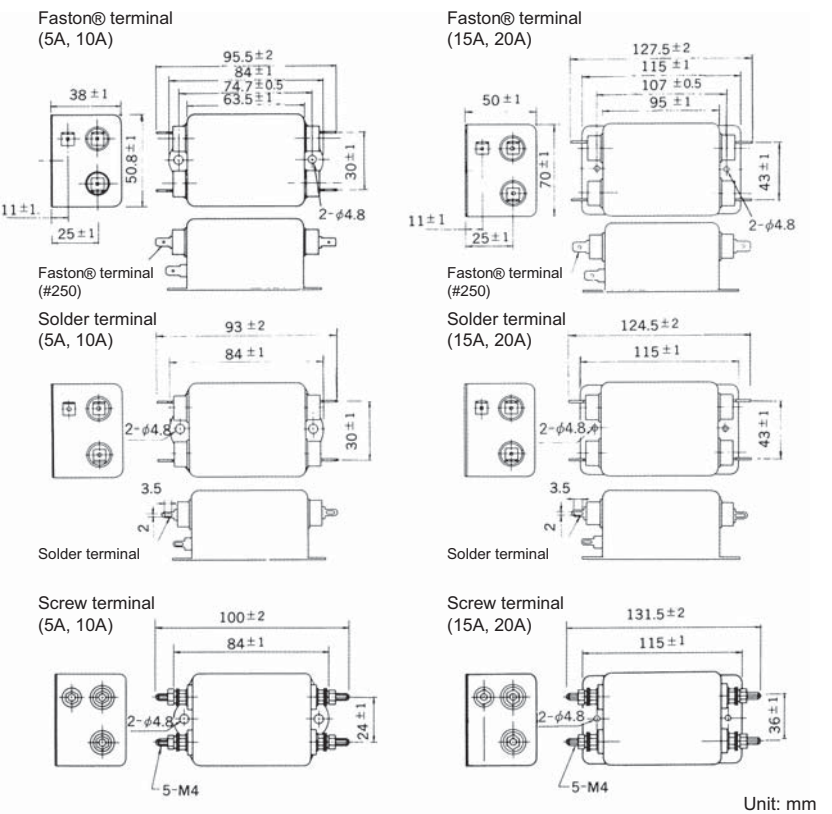 Faston® terminal
(5A, 10A)
95.5±2
84±1
74.7±0.5
63.5±1
38±1
50.8±1
30±1
11±1.
25±1
2-φ4.8
Faston® terminal
(#250)
Faston® terminal
(15A, 20A)
127.5±2
115±1
107±0.5
95±1
50±1
70±1
43±1
11±1
25±1
2-φ4.8
Faston® terminal
(#250)
Solder terminal
(5A, 10A)
93±2
84±1
2-φ4.8
30±1
3.5
2
Solder terminal
Solder terminal
(15A, 20A)
124.5±2
115±1
2-φ4.8
43±1
3.5
2
Solder terminal
Screw terminal
(5A, 10A)
100±2
84±1
2-φ4.8
24±1
5-M4
Screw terminal
(15A, 20A)
131.5±2
115±1
2-φ4.8
36±1
5-M4
Unit: mm